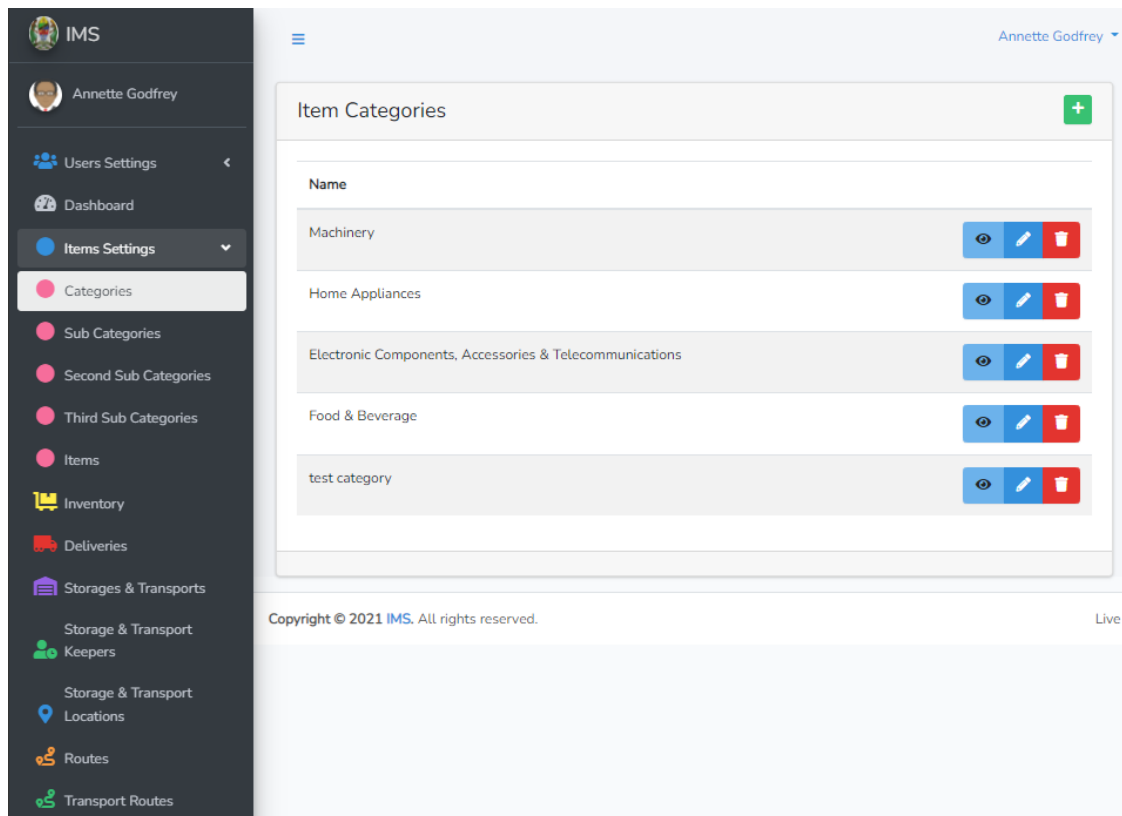 IMS
Annette Godfrey
Users Settings
Dashboard
Items Settings
Categories
Sub Categories
Second Sub Categories
Third Sub Categories
Items
Inventory
Deliveries
Storages & Transports
Storage & Transport
Keepers
Storage & Transport
Locations
Routes
Transport Routes
Annette Godfrey
Item Categories
Name
Machinery
Home Appliances
Electronic Components, Accessories & Telecommunications
Food & Beverage
test category
Copyright © 2021 IMS. All rights reserved.
Live